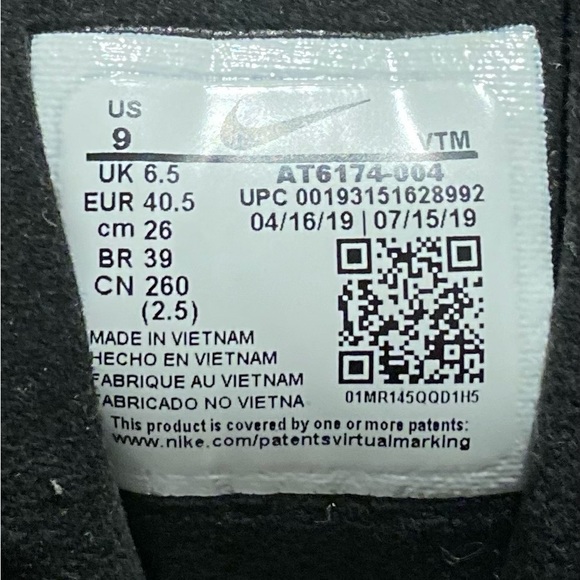 US
9
VTM
UK 6.5
AT6174-004
EUR 40.5
UPC 00193151628992
cm 26
04/16/19 | 07/15/19
BR 39
CN 260
(2.5)
MADE IN VIETNAM
HECHO EN VIETNAM
FABRIQUE AU VIETNAM
FABRICADO NO VIETNA
01MR145QQD1H5
This product is covered by one or more patents:
www.nike.com/patentsvirtualmarking